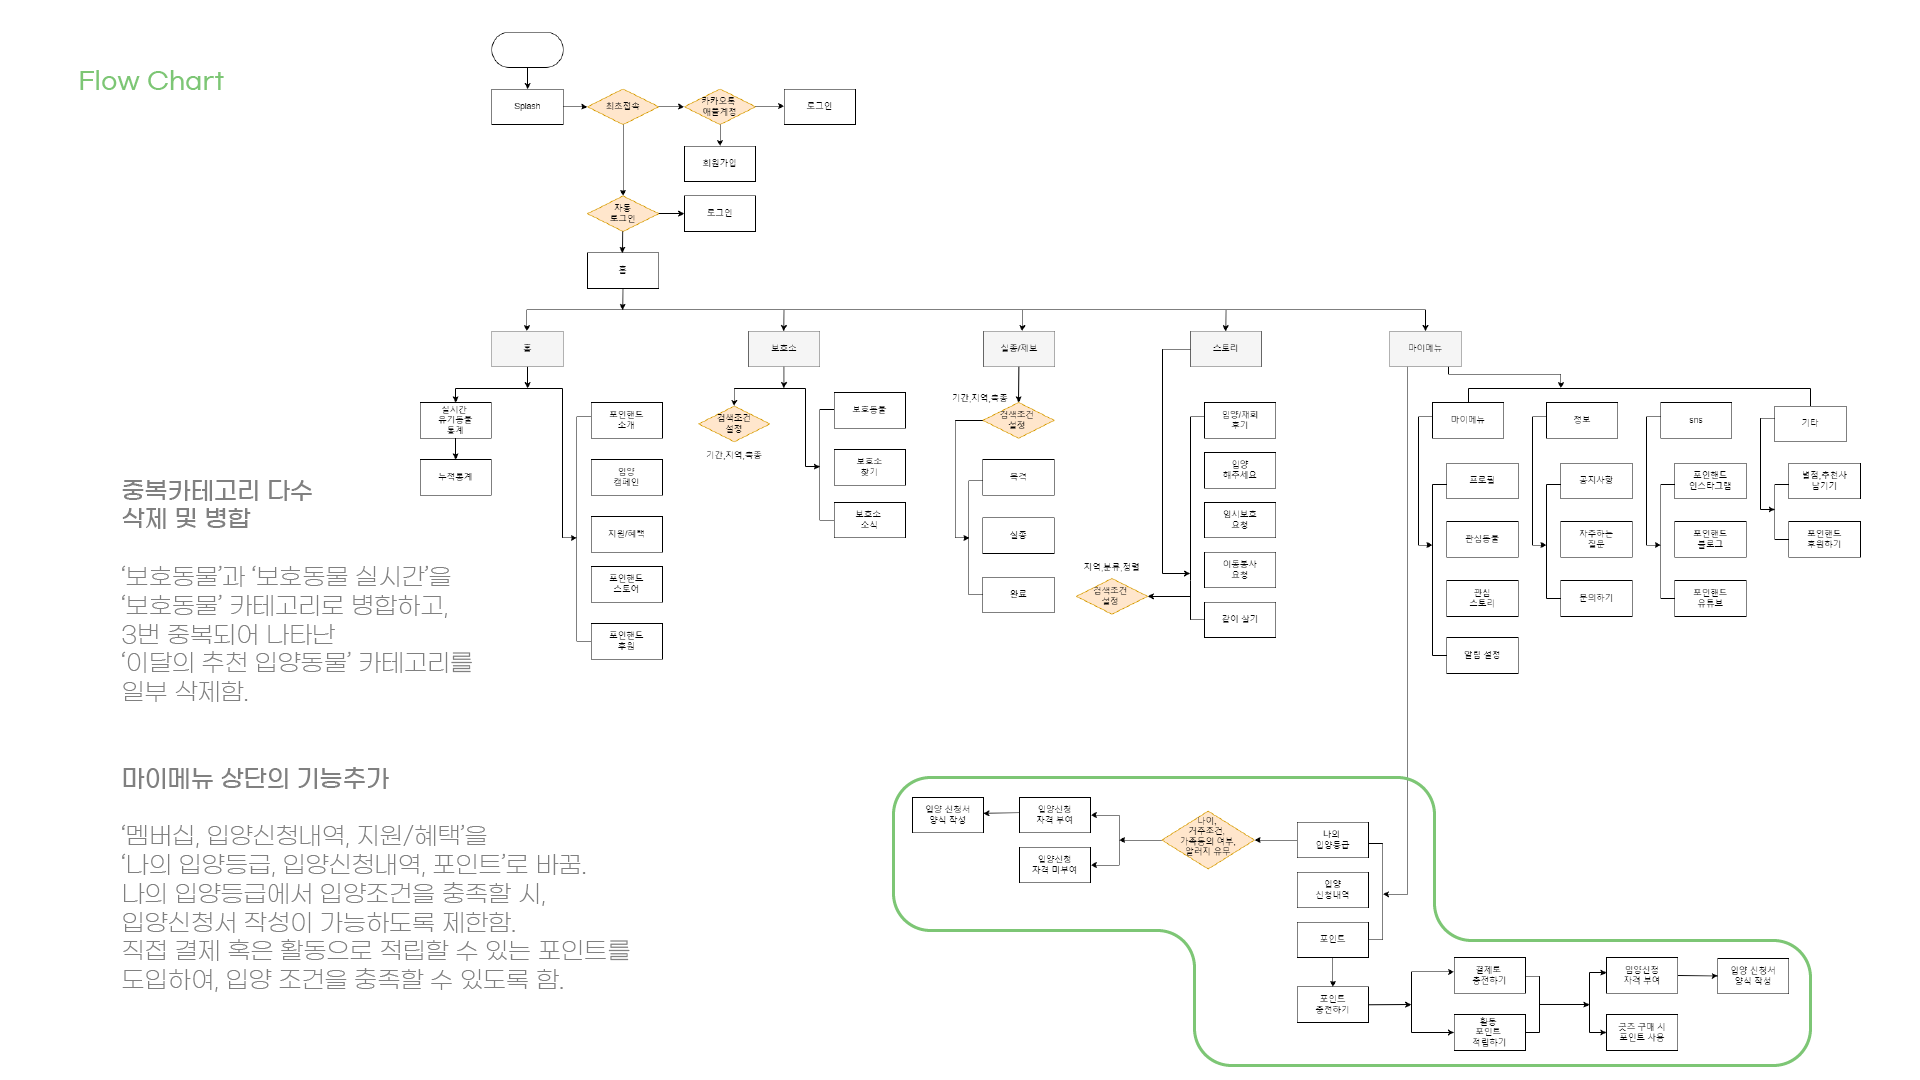 Flow Chart
Splash
최초접속
카카오톡
애플계정
로그인
회원가입
자동
로그인
로그인
홈
홈
보호소
실종/제보
스토리
마이메뉴
실시간
유기동물
통계
누적통계
포인핸드
소개
입양
캠페인
지원/혜택
포인핸드
스토어
포인핸드
후원
검색조건
설정
기간,지역,축종
보호동물
보호소
찾기
보호소
소식
기간,지역,축종
검색조건
설정
목격
실종
완료
입양/재회
후기
입양
해주세요
임시보호
요청
이동봉사
요청
같이 살기
지역,분류,정렬
검색조건
설정
마이메뉴
프로필
관심동물
관심
스토리
알림 설정
정보
공지사항
자주하는
질문
문의하기
sns
포인핸드
인스타그램
포인핸드
블로그
포인핸드
유튜브
기타
별점,추천사
남기기
포인핸드
후원하기
중복카테고리 다수
삭제 및 병합
‘보호동물’과 ‘보호동물 실시간’을
‘보호동물’ 카테고리로 병합하고,
3번 중복되어 나타난
‘이달의 추천 입양동물’ 카테고리를
일부 삭제함.
마이메뉴 상단의 기능추가
‘멤버십, 입양신청내역, 지원/혜택’을
‘나의 입양등급, 입양신청내역, 포인트’로 바꿈.
나의 입양등급에서 입양조건을 충족할 시,
입양신청서 작성이 가능하도록 제한함.
직접 결제 혹은 활동으로 적립할 수 있는 포인트를
도입하여, 입양 조건을 충족할 수 있도록 함.
입양 신청서
양식 작성
입양신청
자격 부여
입양신청
자격 미부여
나이,
거주조건,
가족동의 여부,
알러지 유무
나의
입양등급
입양
신청내역
포인트
포인트
충전하기
결제로
충전하기
활동
포인트
적립하기
입양신청
자격 부여
입양 신청서
양식 작성
굿즈 구매 시
포인트 사용